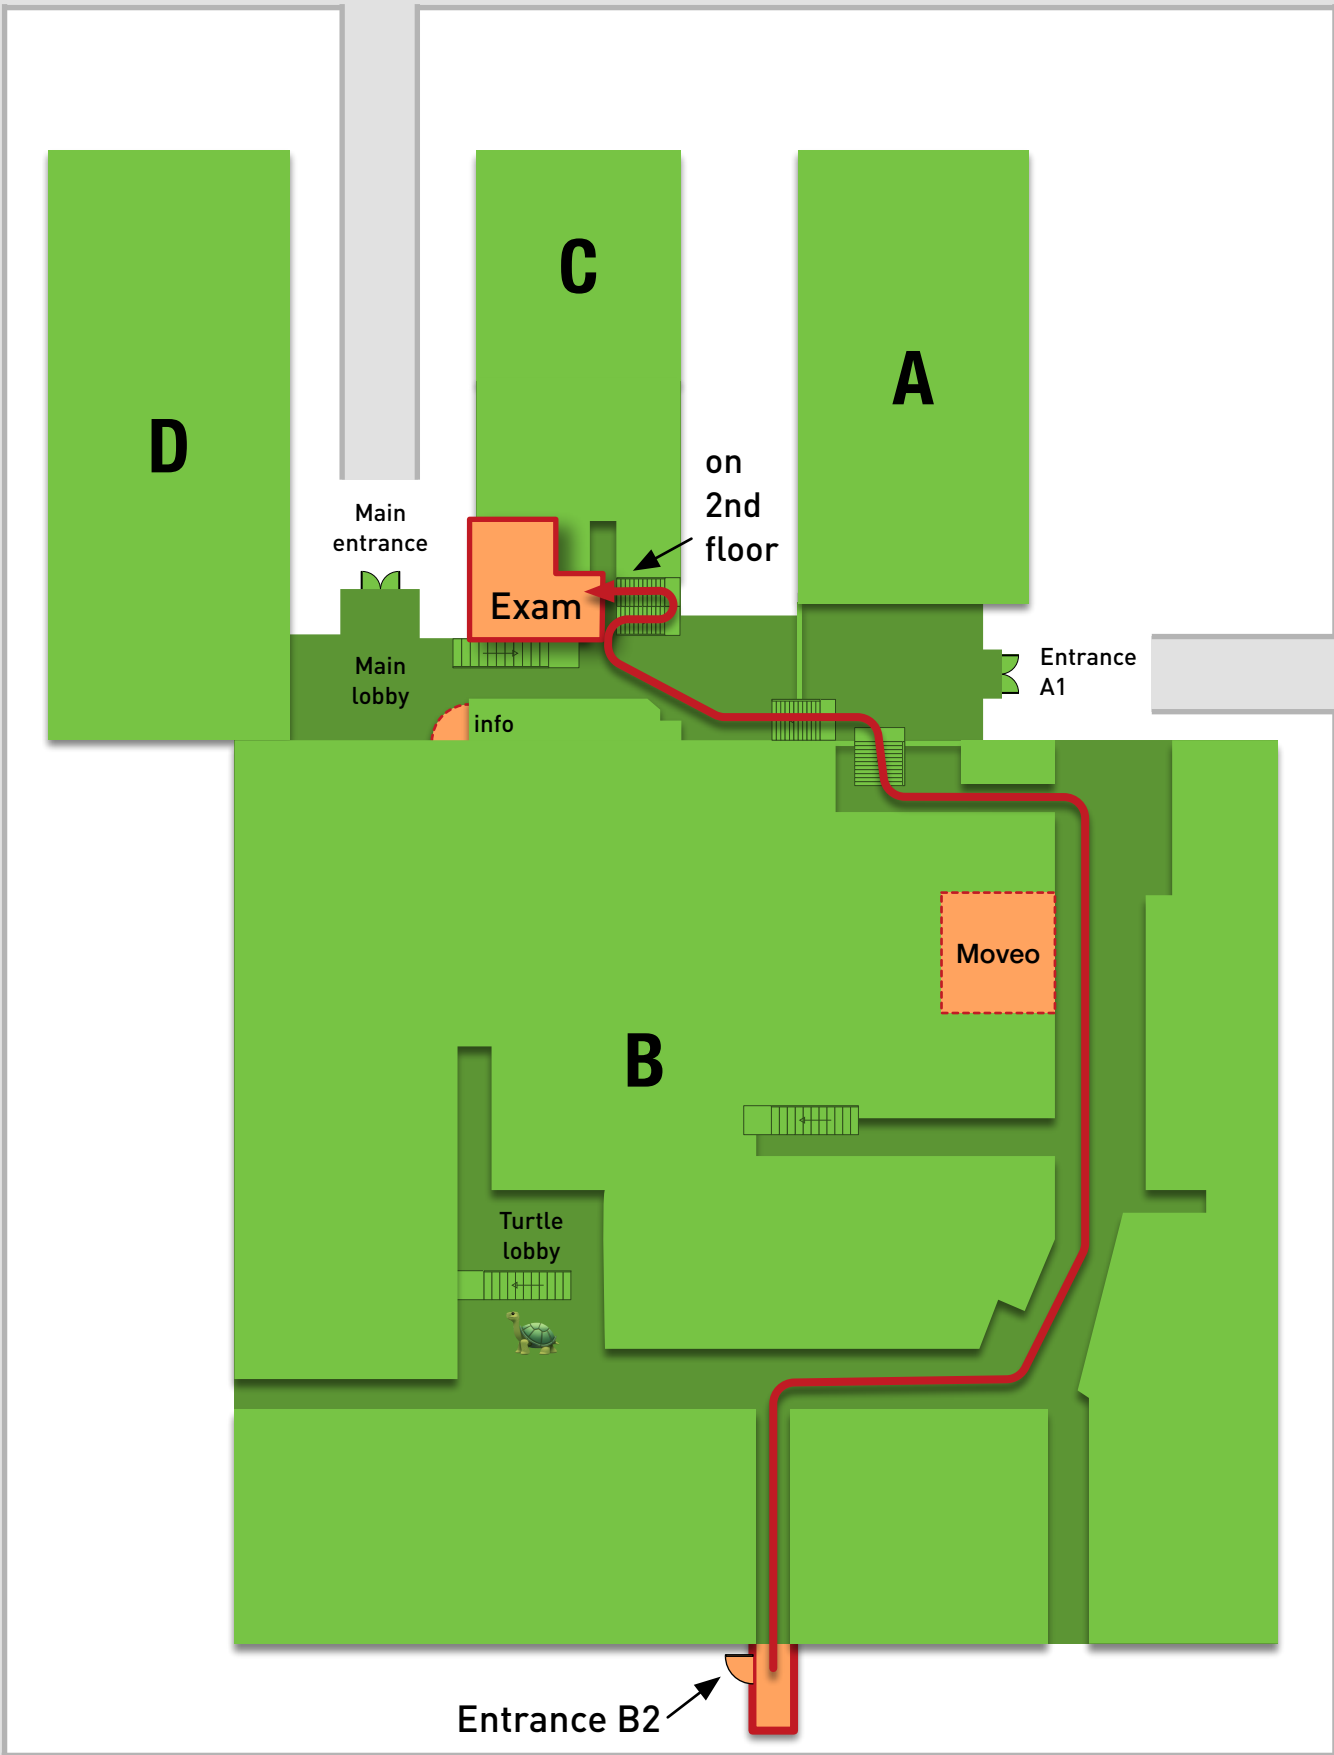 C
A
D
on
2nd
floor
Main
entrance
Exam
Main
lobby
Entrance
A1
info
Moveo
B
Turtle
lobby
Entrance B2